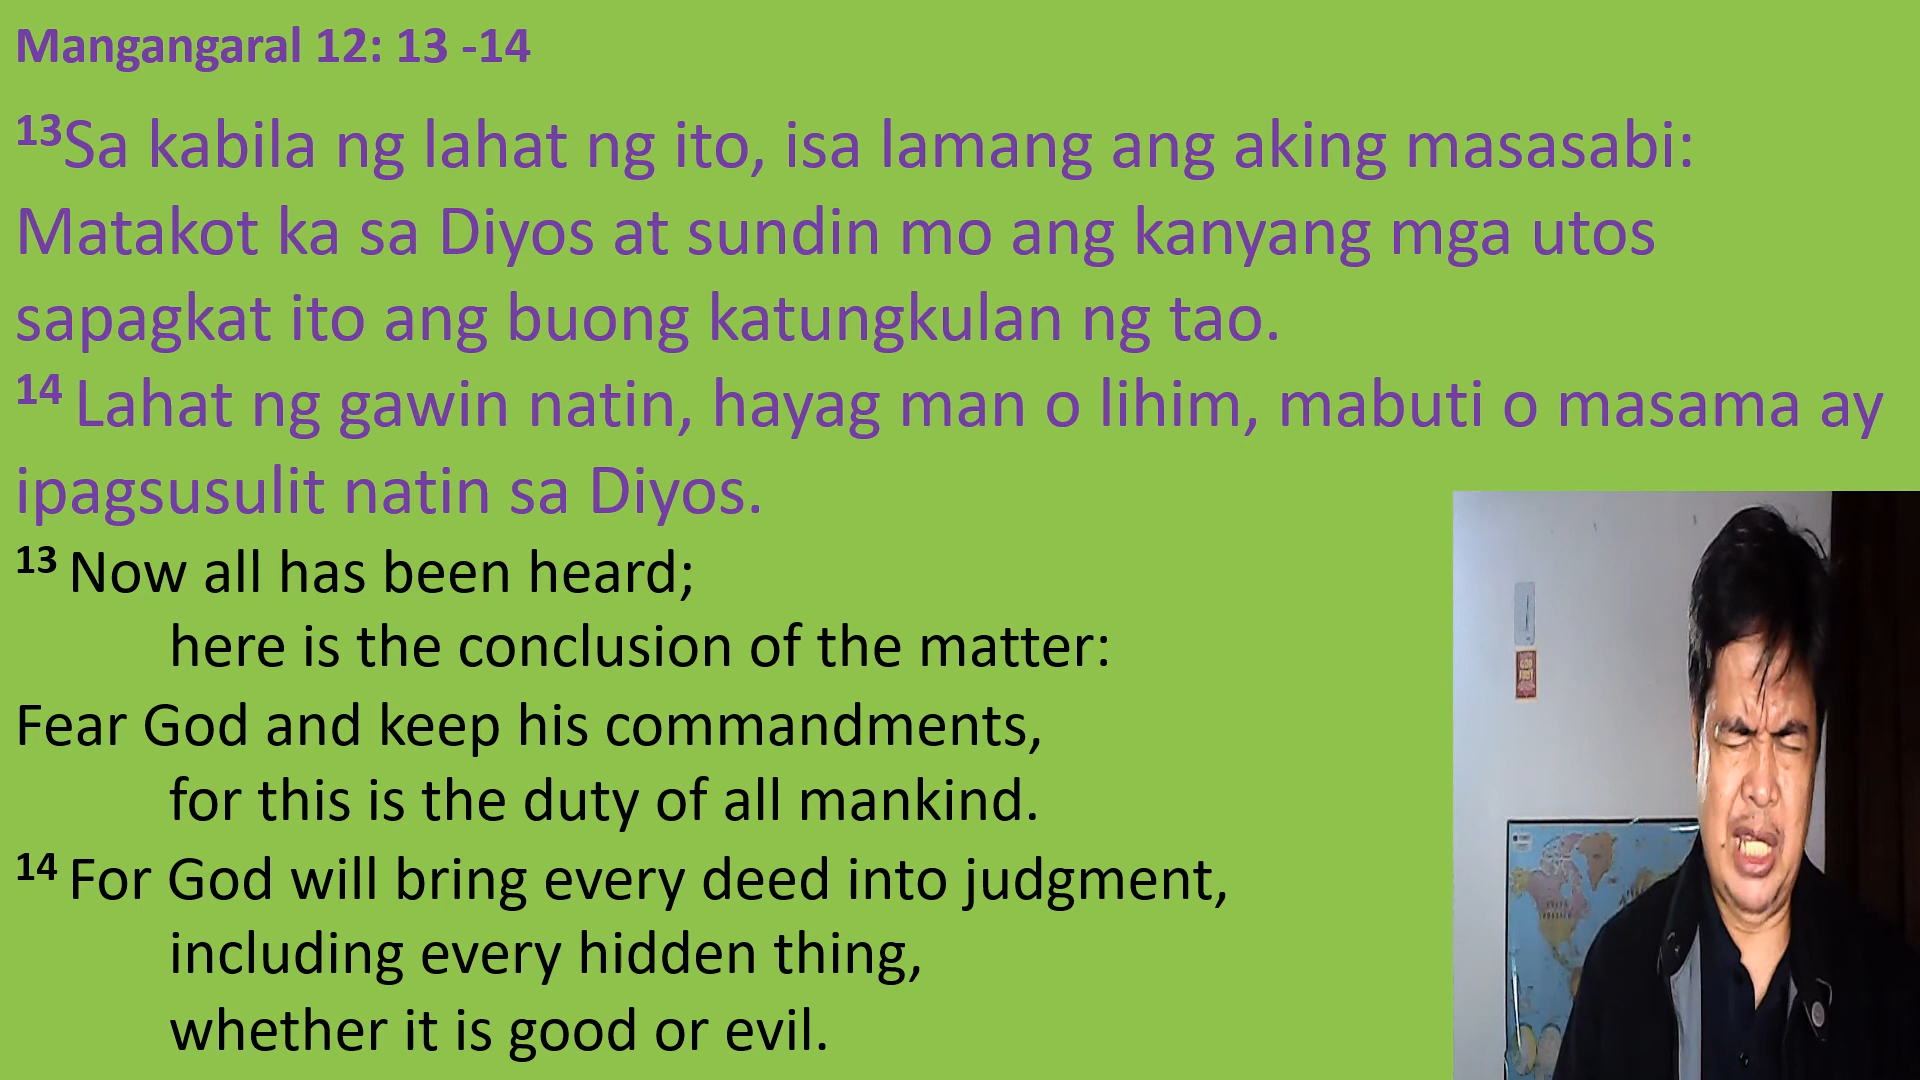 Mangangaral 12: 13 -14
13Sa kabila ng lahat ng ito, isa lamang ang aking masasabi:
Matakot ka sa Diyos at sundin mo ang kanyang mga utos
sapagkat ito ang buong katungkulan ng tao.
14 Lahat ng gawin natin, hayag man o lihim, mabuti o masama ay
ipagsusulit natin sa Diyos.
13 Now all has been heard;
here is the conclusion of the matter:
Fear God and keep his commandments,
for this is the duty of all mankind.
14 For God will bring every deed into judgment,
including every hidden thing,
whether it is good or evil.
GOD
FIRST